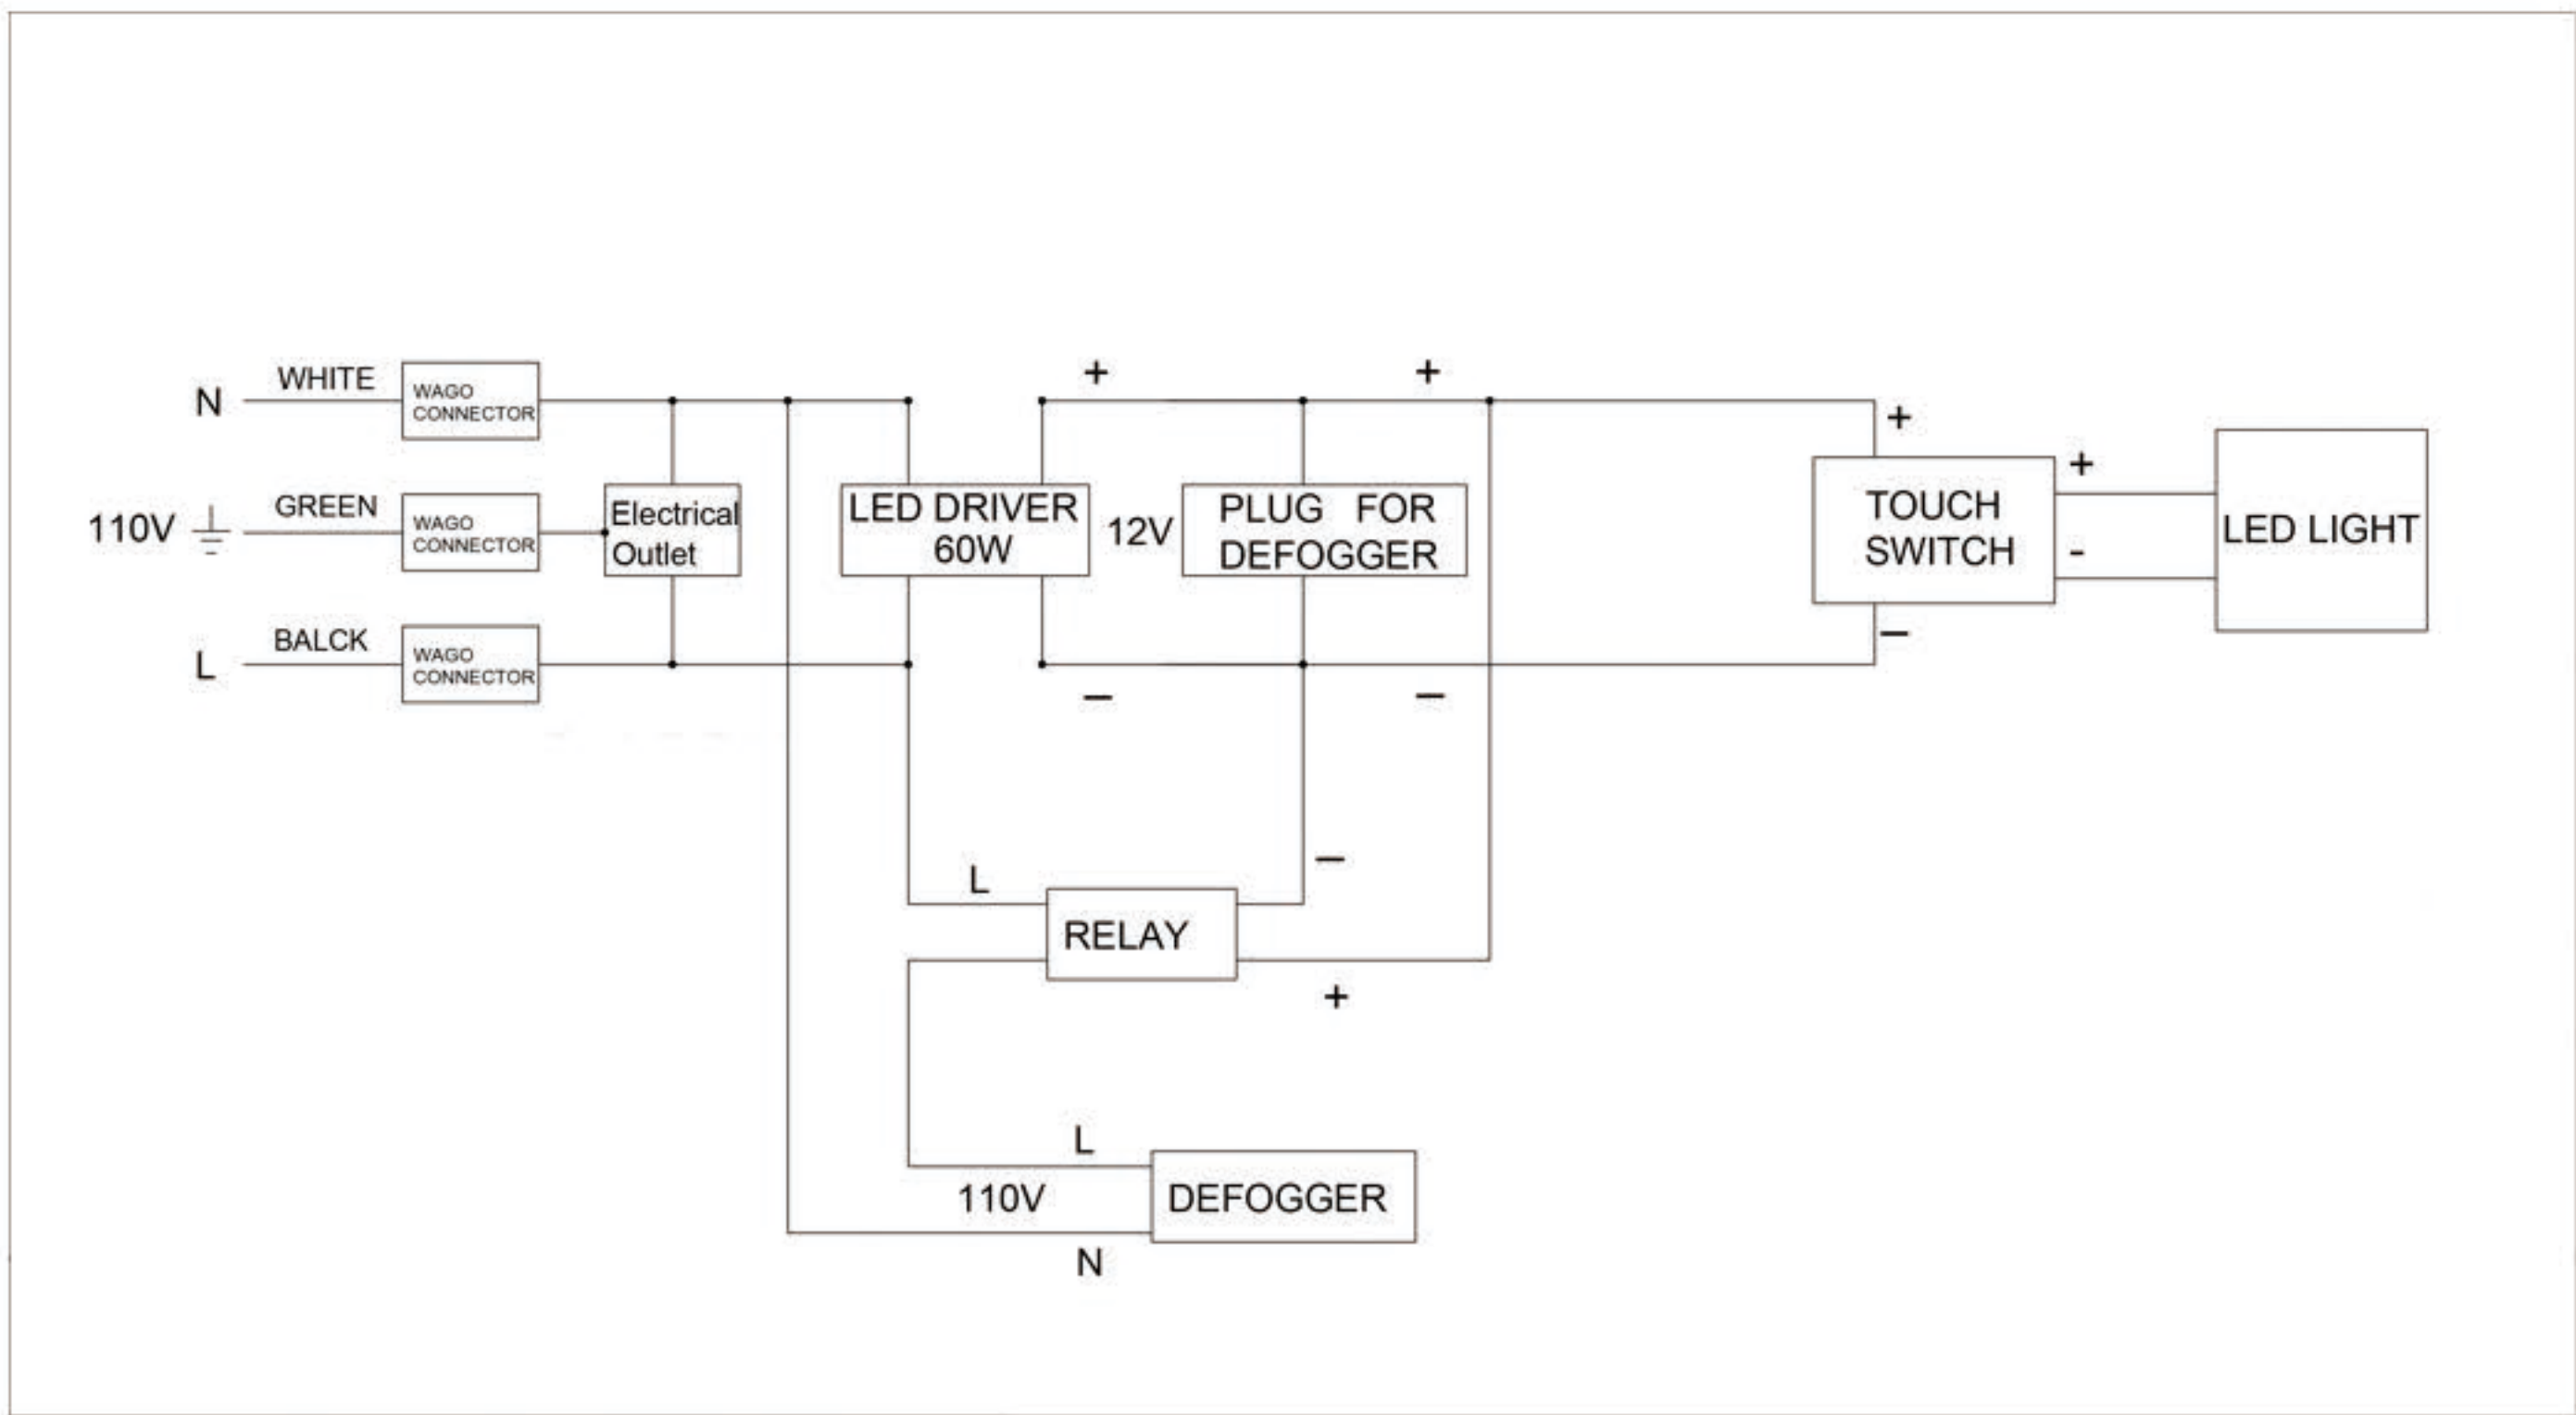 WHITE
N
WAGO
CONNECTOR
+
+
+
GREEN
110V
WAGO
CONNECTOR
Electrical
Outlet
LED DRIVER
60W
12V
PLUG FOR
DEFOGGER
TOUCH
SWITCH
+
-
LED LIGHT
BALCK
L
WAGO
CONNECTOR
–
–
–
L
–
RELAY
+
L
110V
DEFOGGER
N